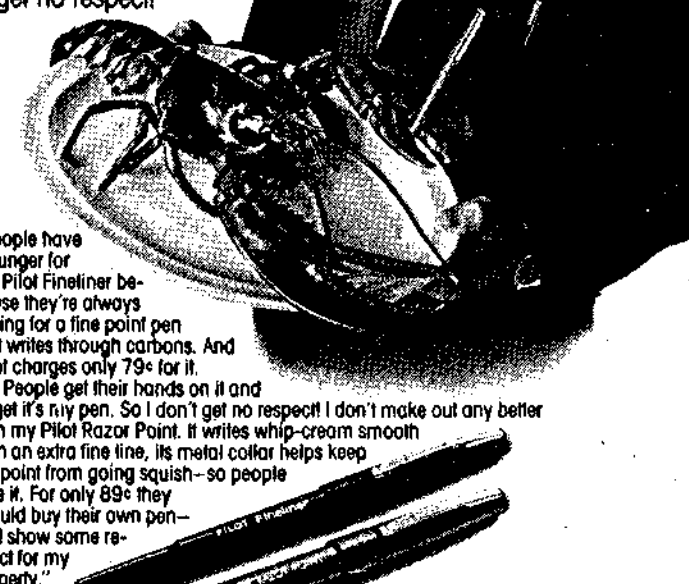 get no respect!
ople have
unger for
Pilot Fineliner be-
se they're always
ing for a fine point pen
t writes through carbons. And
ot charges only 79¢ for it.
People get their hands on it and
get it's my pen. So I don't get no respect! I don't make out any better
h my Pilot Razor Point. It writes whip-cream smooth
h an extra fine line, its metal collar helps keep
point from going squish—so people
e it. For only 89¢ they
uld buy their own pen—
d show some re-
ct for my
perty."
PILOT Fineliner